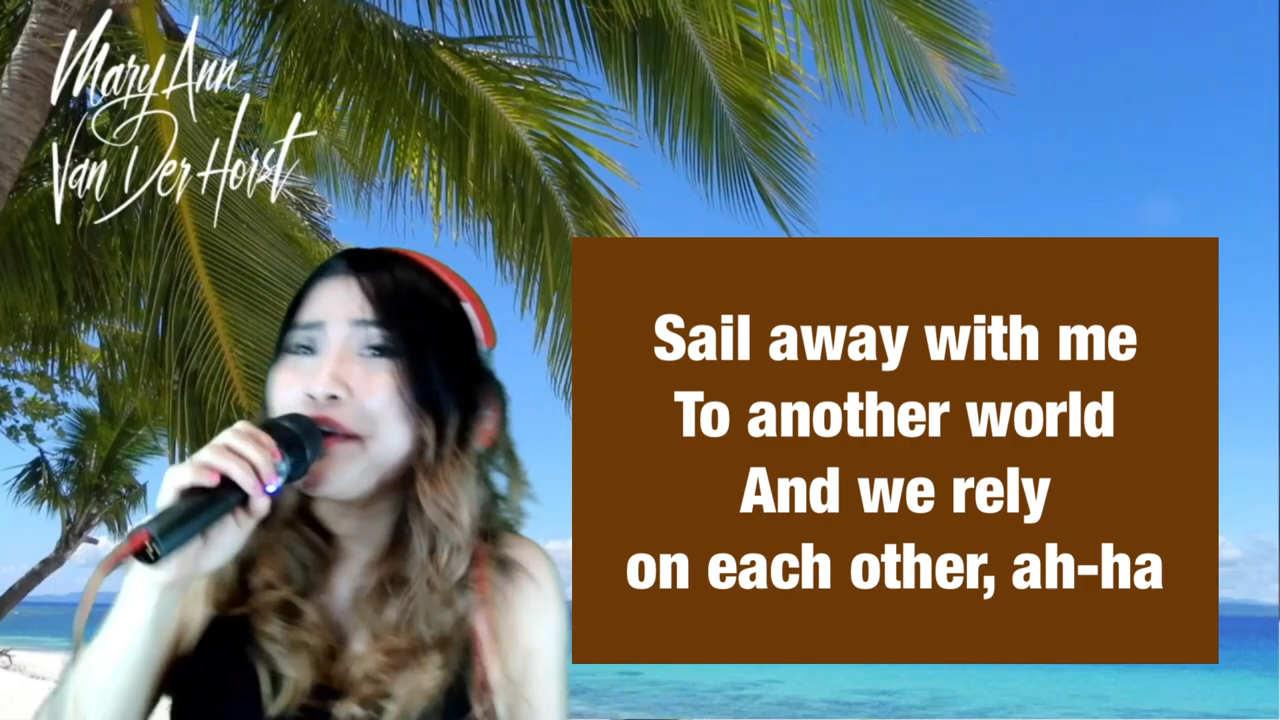 Mary Ann
Van Der Horst
Sail away with me
To another world
And we rely
on each other, ah-ha